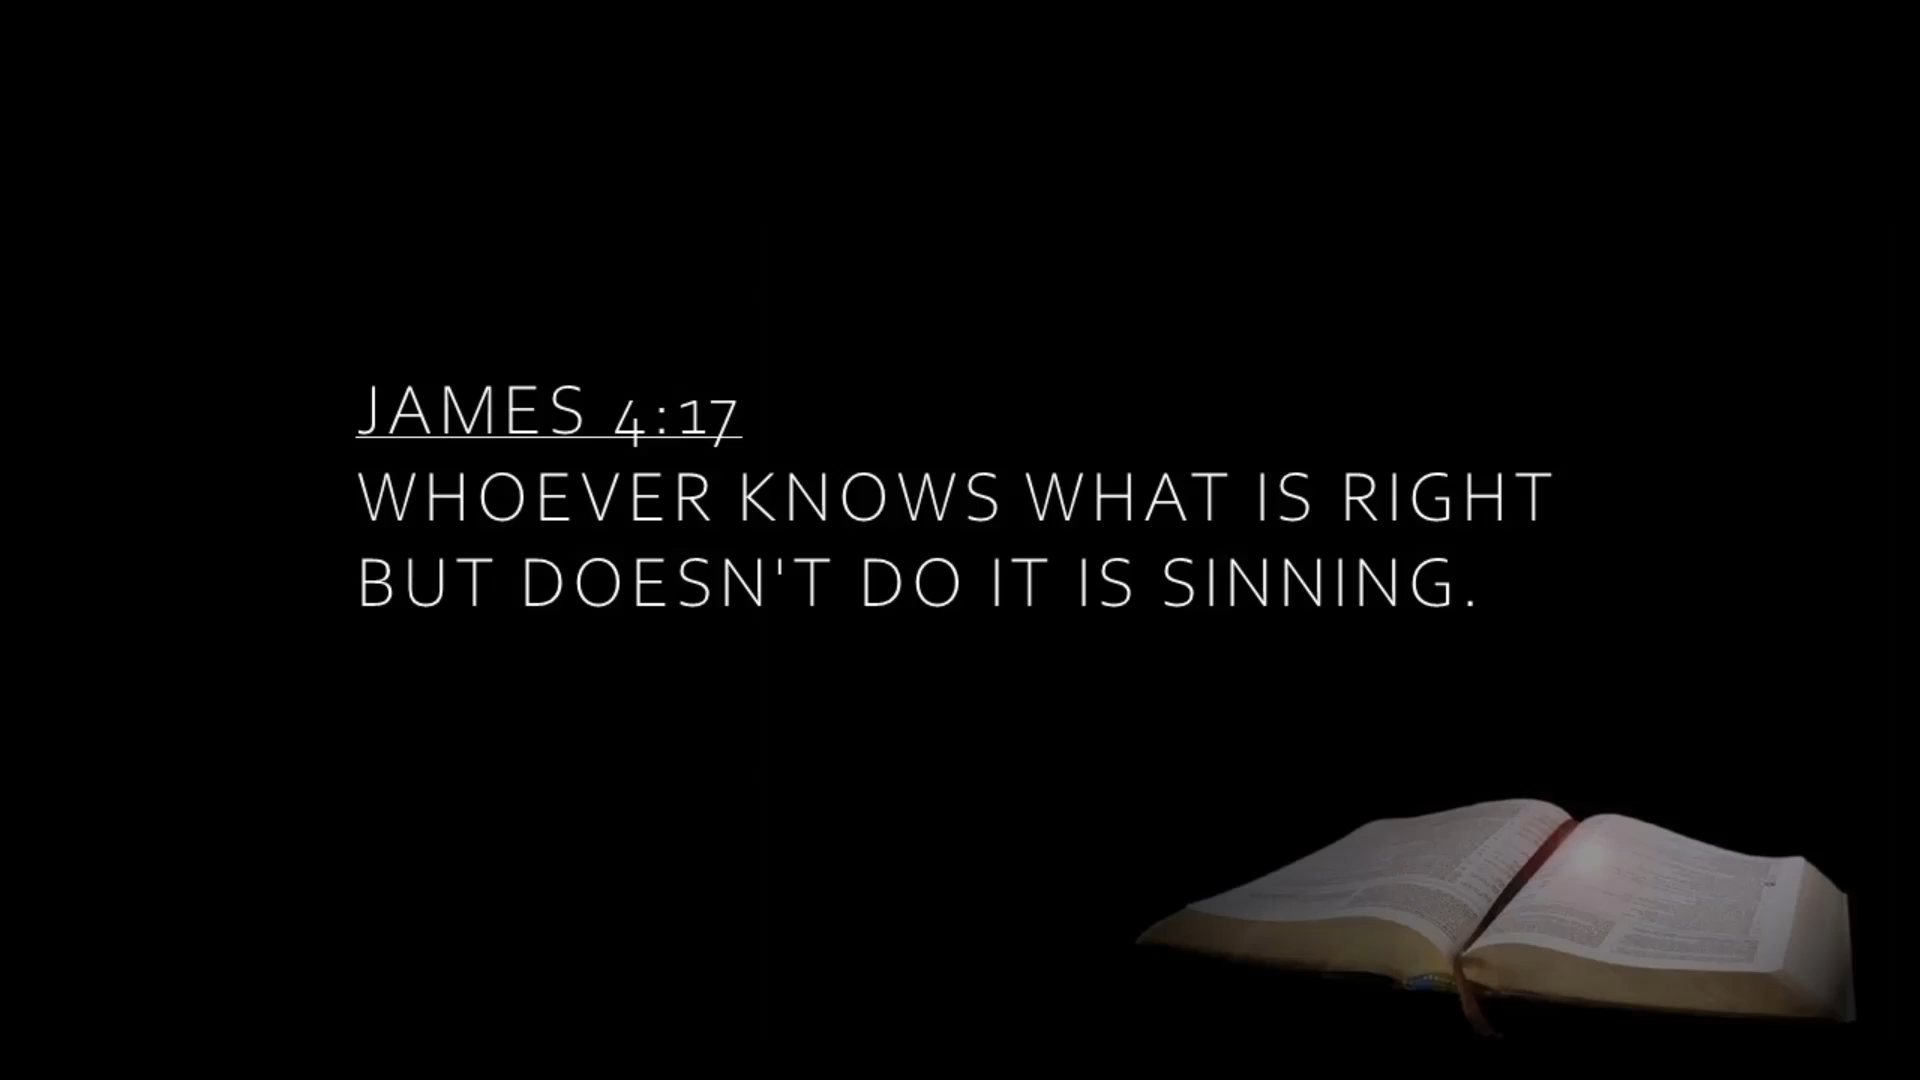 JAMES 4:17
WHOEVER KNOWS WHAT IS RIGHT
BUT DOESN'T DO IT IS SINNING.